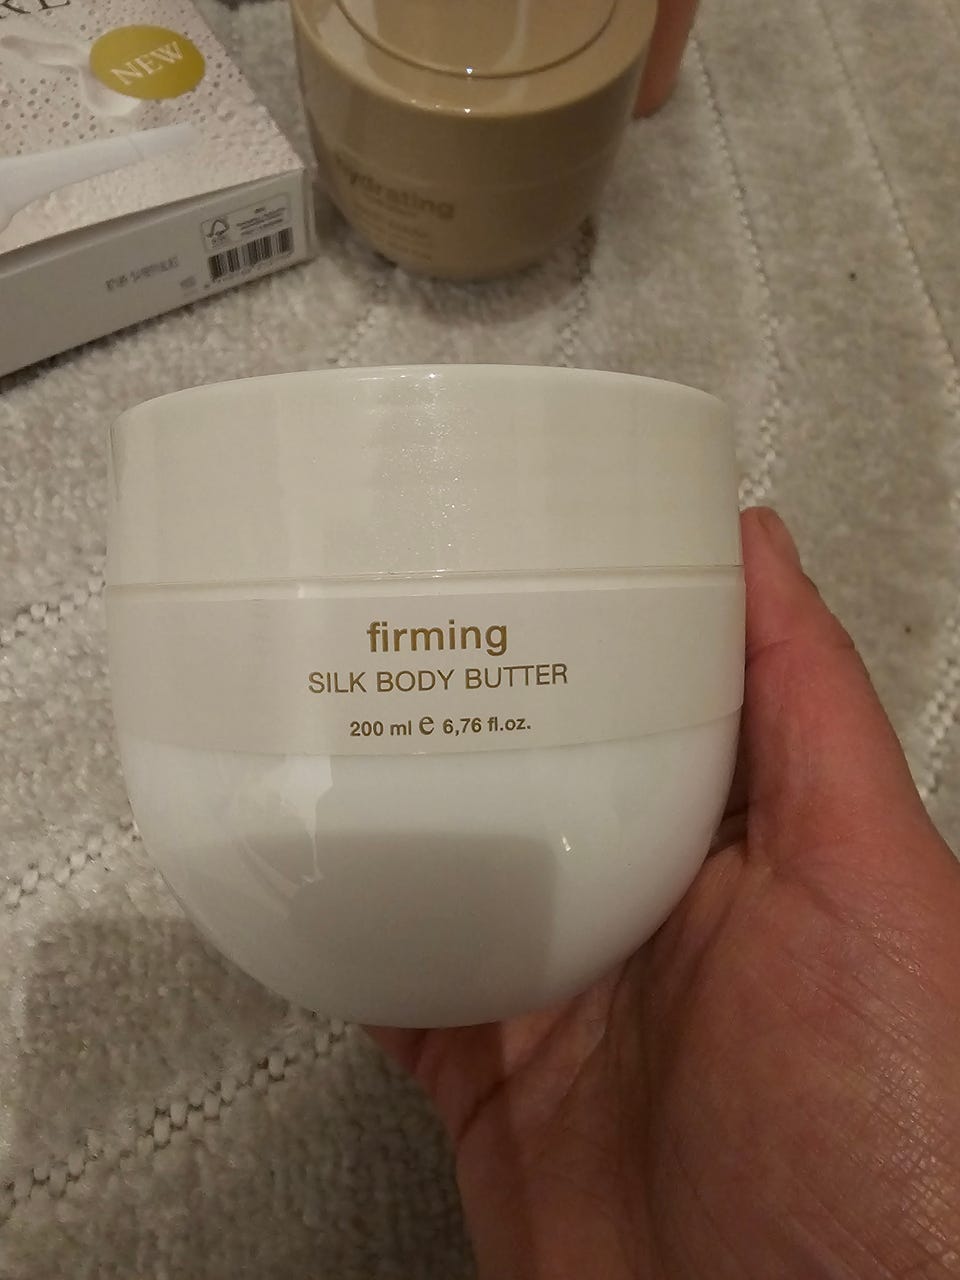 NEW
hydrating
firming
SILK BODY BUTTER
200 ml e 6,76 fl.oz.